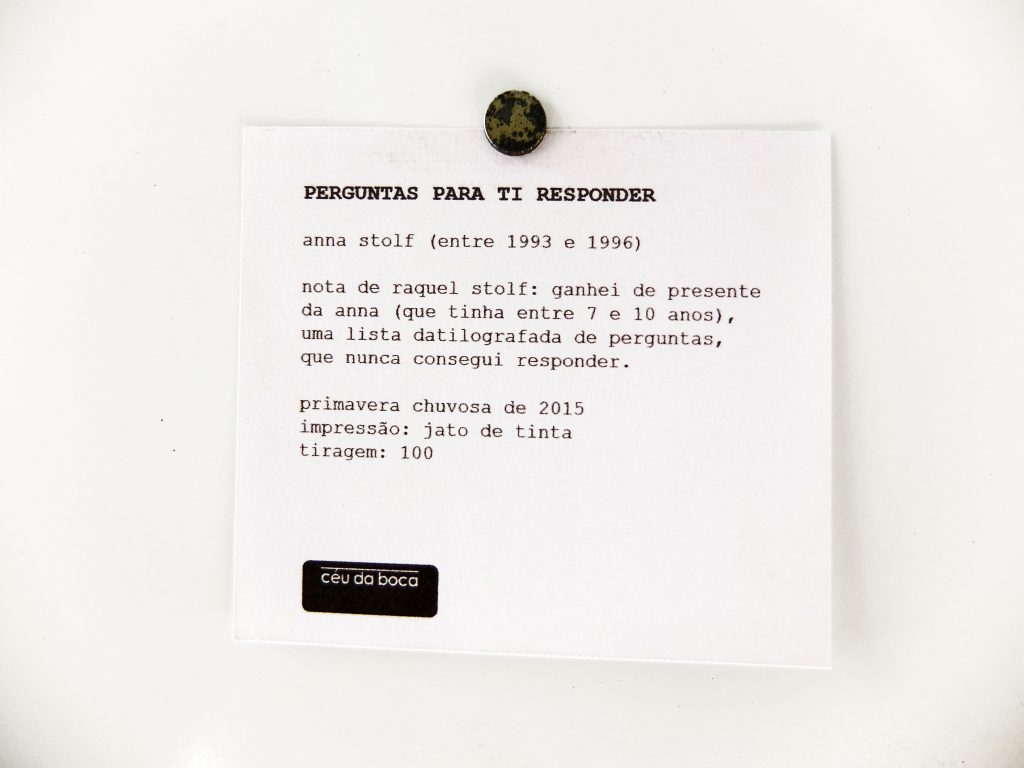 PERGUNTAS PARA TI RESPONDER
anna stolf (entre 1993 e 1996)
nota de raquel stolf: ganhei de presente
da anna (que tinha entre 7 e 10 anos),
uma lista datilografada de perguntas,
que nunca consegui responder.
primavera chuvosa de 2015
impressão: jato de tinta
tiragem: 100
céu da boca